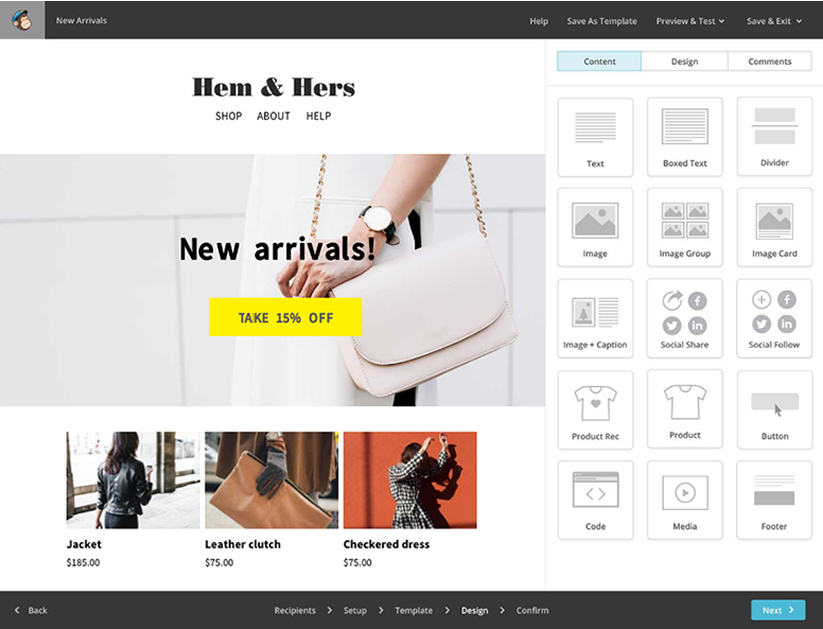 New Arrivals
Help Save As Template Preview & Test Save & Exit
Hem & Hers
SHOP ABOUT HELP
New arrivals!
TAKE 15% OFF
Jacket
$185.00
Leather clutch
$75.00
Checkered dress
$75.00
Content Design Comments
Text Boxed Text Divider
Image Image Group Image Card
Image + Caption Social Share Social Follow
Product Rec Product Button
Code Media Footer
Back
Recipients Setup Template Design Confirm
Next